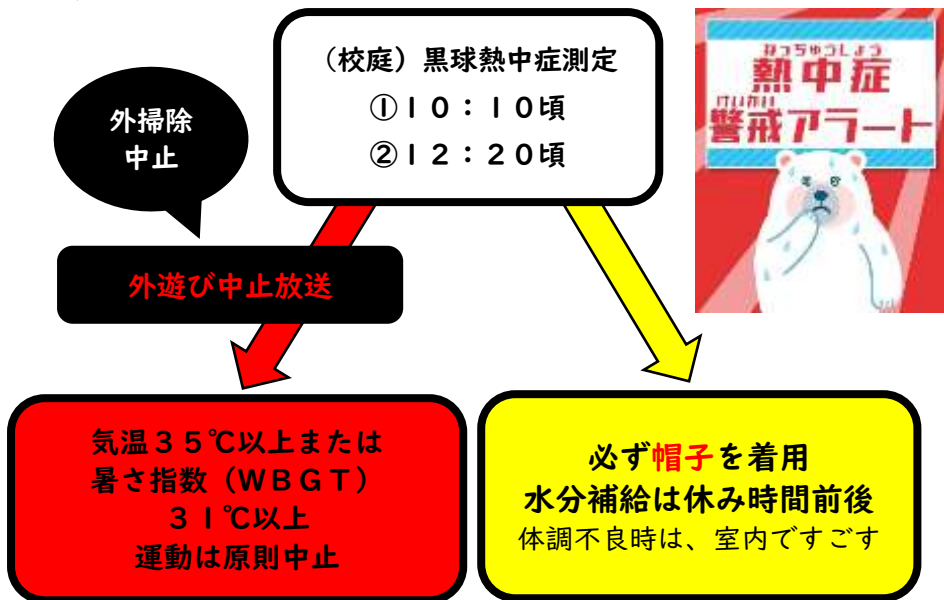 （校庭）黒球熱中症測定
①１０：１０頃
②１２：２０頃
外掃除
中止
外遊び中止放送
ねっちゅうしょう
熱中症
けいかい
警戒アラート
気温３５℃以上または
暑さ指数（ＷＢＧＴ）
３１℃以上
運動は原則中止
必ず帽子を着用
水分補給は休み時間前後
体調不良時は、室内ですごす